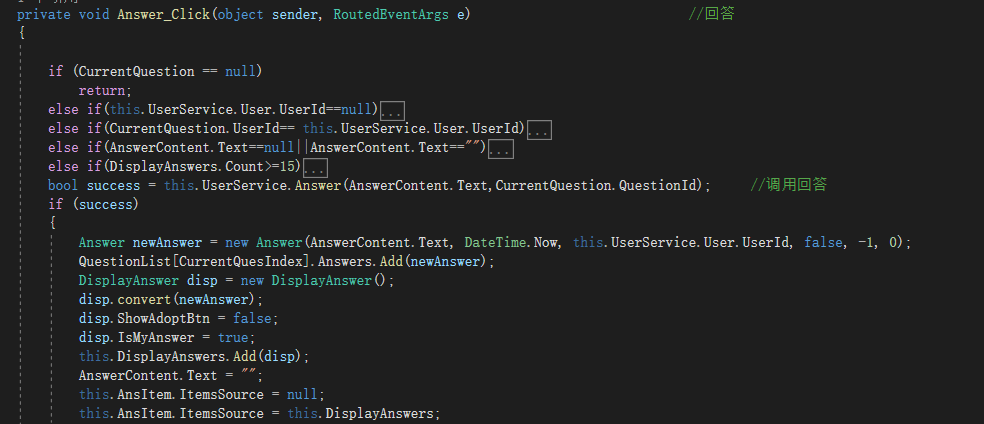 private void Answer_Click(object sender, RoutedEventArgs e) //回答
{
if (CurrentQuestion == null)
return;
else if(this.UserService.User.UserId==null)...
else if(CurrentQuestion.UserId== this.UserService.User.UserId)...
else if(AnswerContent.Text==null||AnswerContent.Text=="")...
else if(DisplayAnswers.Count>=15)...
bool success = this.UserService.Answer(AnswerContent.Text,CurrentQuestion.QuestionId); //调用回答
if (success)
{
Answer newAnswer = new Answer(AnswerContent.Text, DateTime.Now, this.UserService.User.UserId, false, -1, 0);
QuestionList[CurrentQuesIndex].Answers.Add(newAnswer);
DisplayAnswer disp = new DisplayAnswer();
disp.convert(newAnswer);
disp.ShowAdoptBtn = false;
disp.IsMyAnswer = true;
this.DisplayAnswers.Add(disp);
AnswerContent.Text = "";
this.AnsItem.ItemsSource = null;
this.AnsItem.ItemsSource = this.DisplayAnswers;